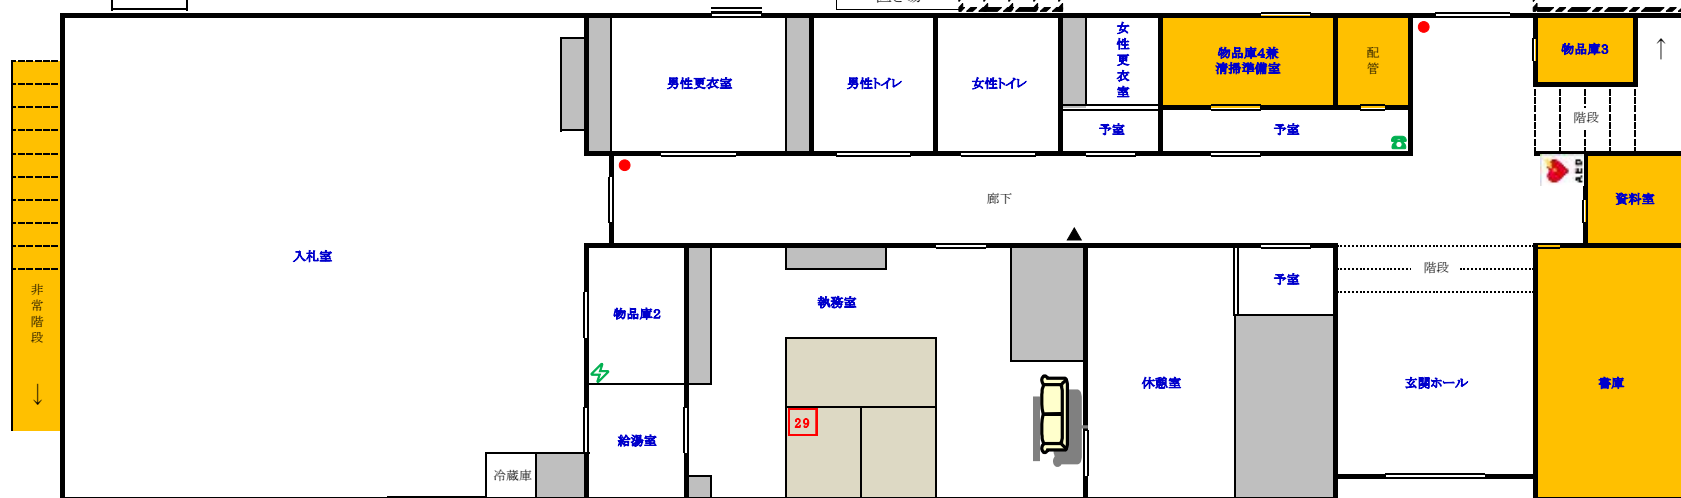 女性更衣室
物品庫4兼
清掃準備室
配管
物品庫3
↑
男性更衣室
男性トイレ
女性トイレ
予室
予室
階段
AED
廊下
資料室
入札室
非常階段
↓
物品庫2
執務室
予室
階段
休憩室
玄関ホール
書庫
29
給湯室
冷蔵庫